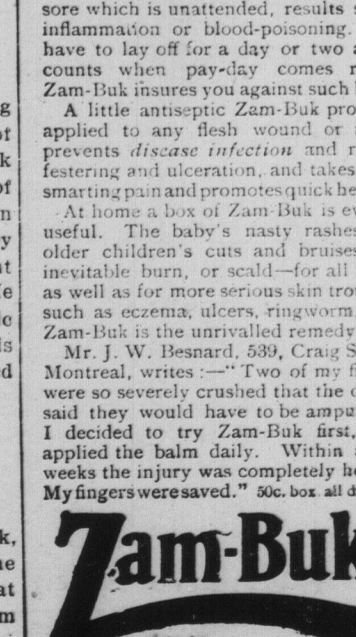 sore which is unattended, results
inflammation or blood-poisoning.
have to lay off for a day or two
counts when pay-day comes
Zam-Buk insures you against such
A little antiseptic Zam-Buk pro
applied to any flesh wound or
prevents disease infection and r
festering and ulceration, and takes
smarting pain and promotes quick he
At home a box of Zam-Buk is e
useful. The baby's nasty rashes
older children's cuts and bruises
inevitable burn, or scald—for all
as well as for more serious skin tro
such as eczema, ulcers, ringworm,
Zam-Buk is the unrivalled remedy
Mr. J. W. Besnard, 539, Craig S
Montreal, writes :—"Two of my fi
were so severely crushed that the
said they would have to be ampu
I decided to try Zam-Buk first,
applied the balm daily. Within
weeks the injury was completely he
My fingers were saved." 50c. box all d
Zam-Buk